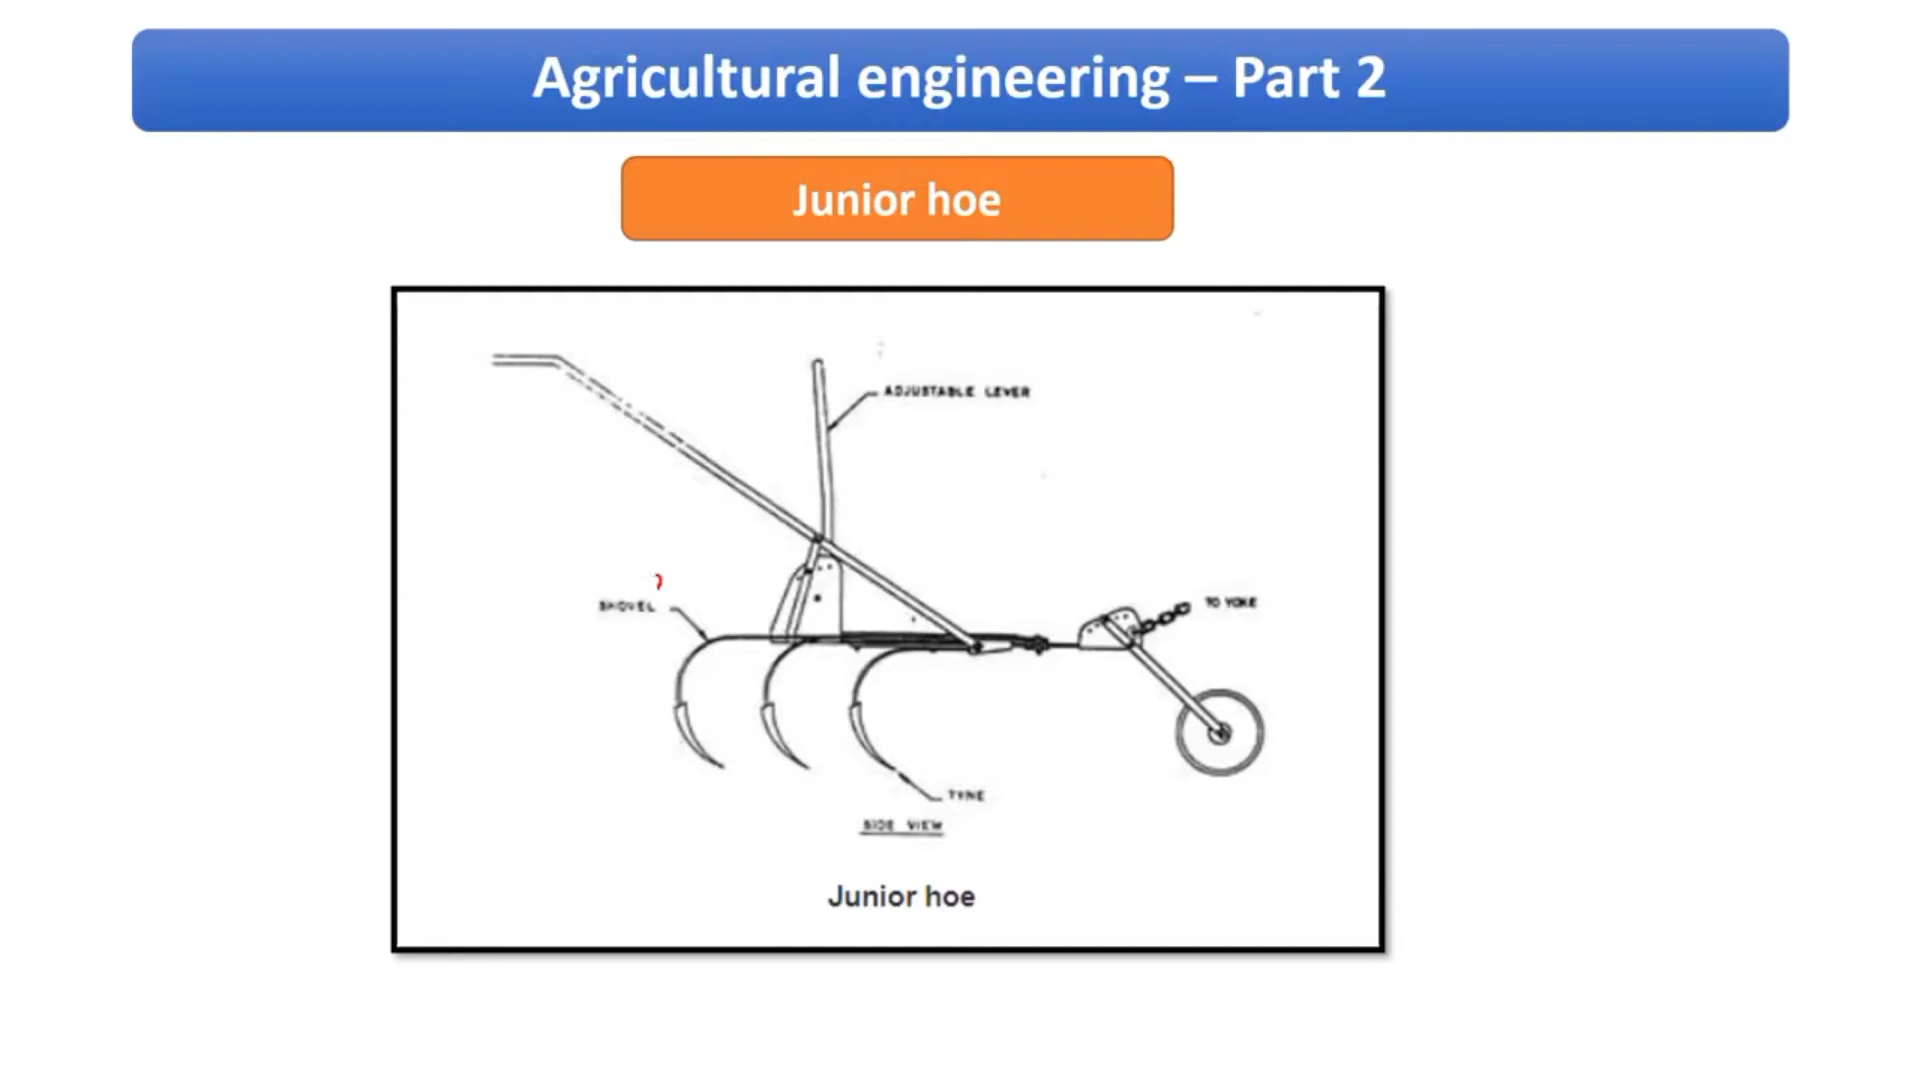 Agricultural engineering – Part 2
Junior hoe
ADJUSTABLE LEVER
SHOVEL
TO YOKE
TYNE
SIDE VIEW
Junior hoe